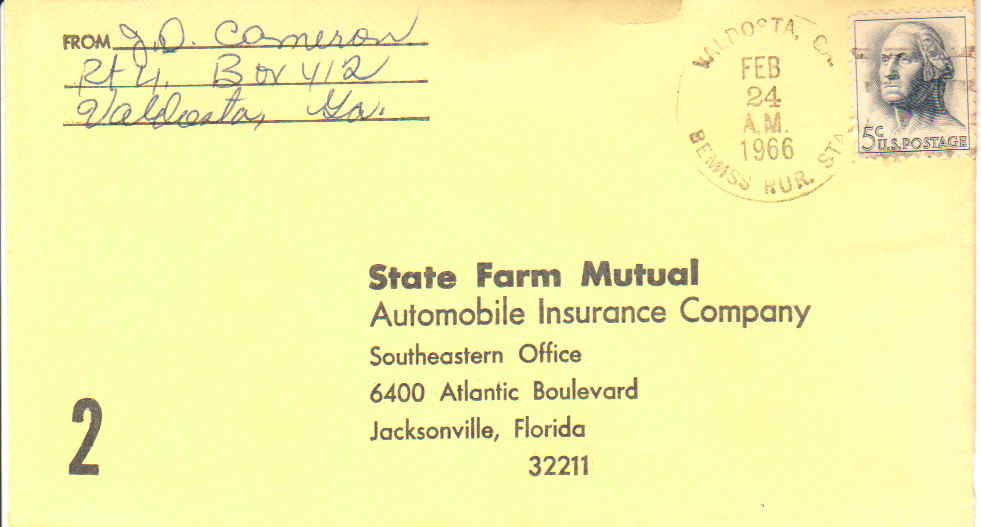 FROM J.D. Cameron
Rt 4, Box 412
Valdosta, Ga.
VALDOSTA, GA.
FEB
24
A.M.
1966
BEMISS RUR. STA.
5c
U.S.POSTAGE
State Farm Mutual
Automobile Insurance Company
Southeastern Office
6400 Atlantic Boulevard
Jacksonville, Florida
32211
2